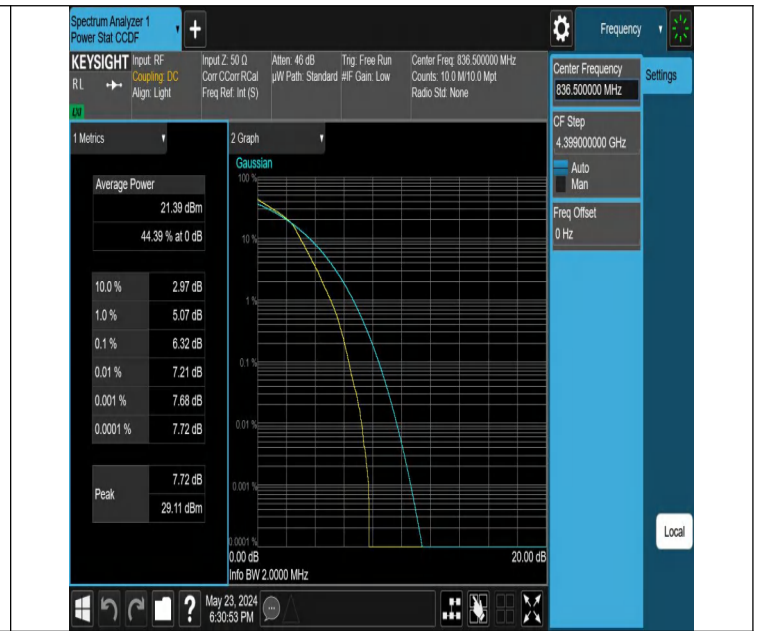 Spectrum Analyzer 1
Power Stat CCDF
+
Frequency
KEYSIGHT
RL
LXI
Input: RF
Coupling: DC
Align: Light
Input Z: 50 Ω
Corr CCorr RCal
Freq Ref: Int (S)
Atten: 46 dB
µW Path: Standard
Trig: Free Run
#IF Gain: Low
Center Freq: 836.500000 MHz
Counts: 10.0 M/10.0 Mpt
Radio Std: None
Center Frequency
836.500000 MHz
Settings
CF Step
4.399000000 GHz
Auto
Man
Freq Offset
0 Hz
Local
1 Metrics
Average Power
21.39 dBm
44.39 % at 0 dB
10.0 % 2.97 dB
1.0 % 5.07 dB
0.1 % 6.32 dB
0.01 % 7.21 dB
0.001 % 7.68 dB
0.0001 % 7.72 dB
Peak
7.72 dB
29.11 dBm
2 Graph
Gaussian
100 %
10 %
1 %
0.1 %
0.01 %
0.001 %
0.0001 %
0.00 dB
20.00 dB
Info BW 2.0000 MHz
?
May 23, 2024
6:30:53 PM